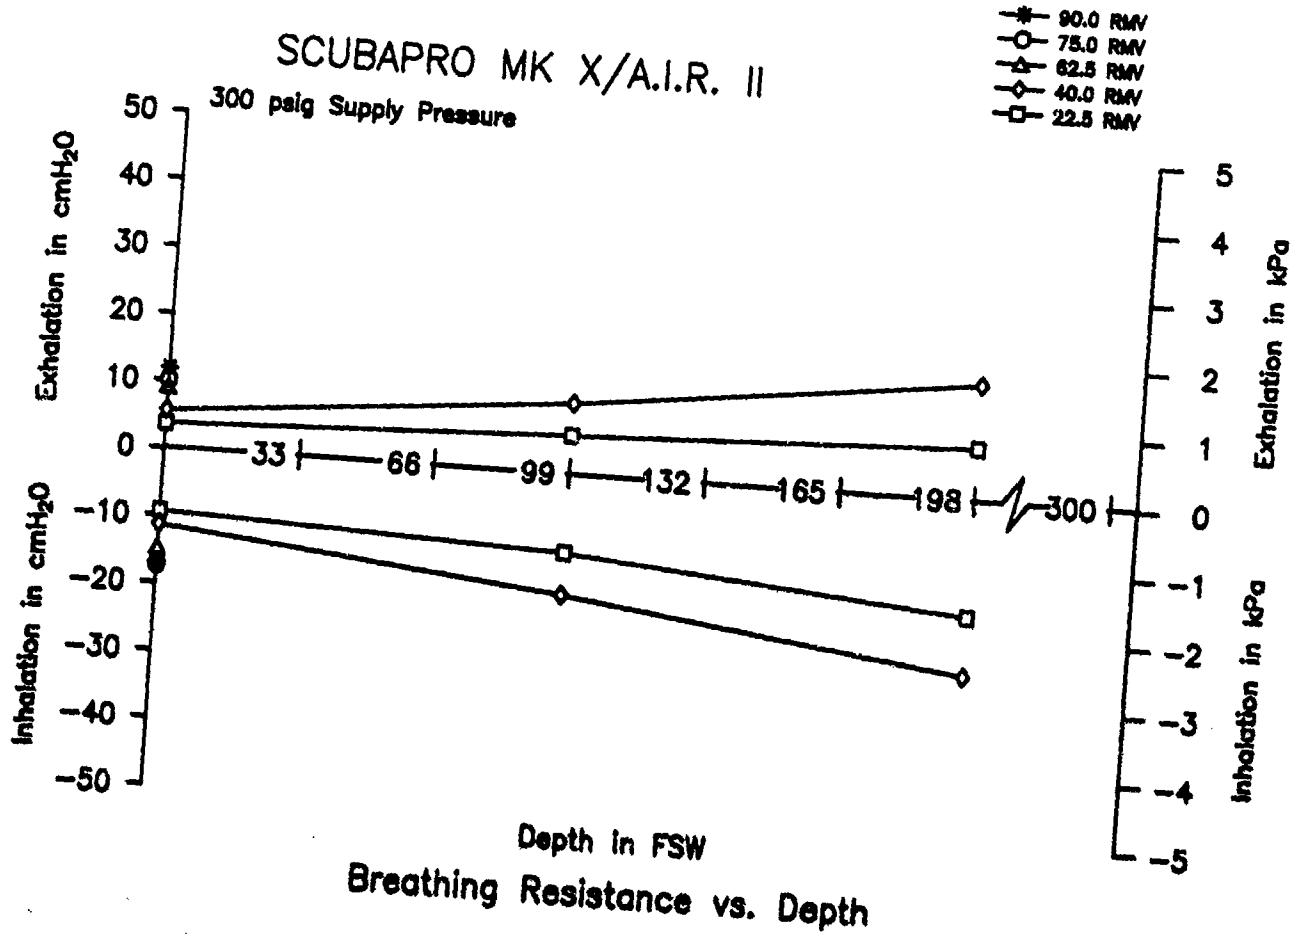 90.0 RMV
75.0 RMV
62.5 RMV
40.0 RMV
22.5 RMV
SCUBAPRO MK X/A.I.R. II
300 psig Supply Pressure
50
40
30
20
10
0
-10
-20
-30
-40
-50
Exhalation in cmH₂O
Inhalation in cmH₂O
33
66
99
132
165
198
300
5
4
3
2
1
0
-1
-2
-3
-4
-5
Exhalation in kPa
Inhalation in kPa
Depth in FSW
Breathing Resistance vs. Depth